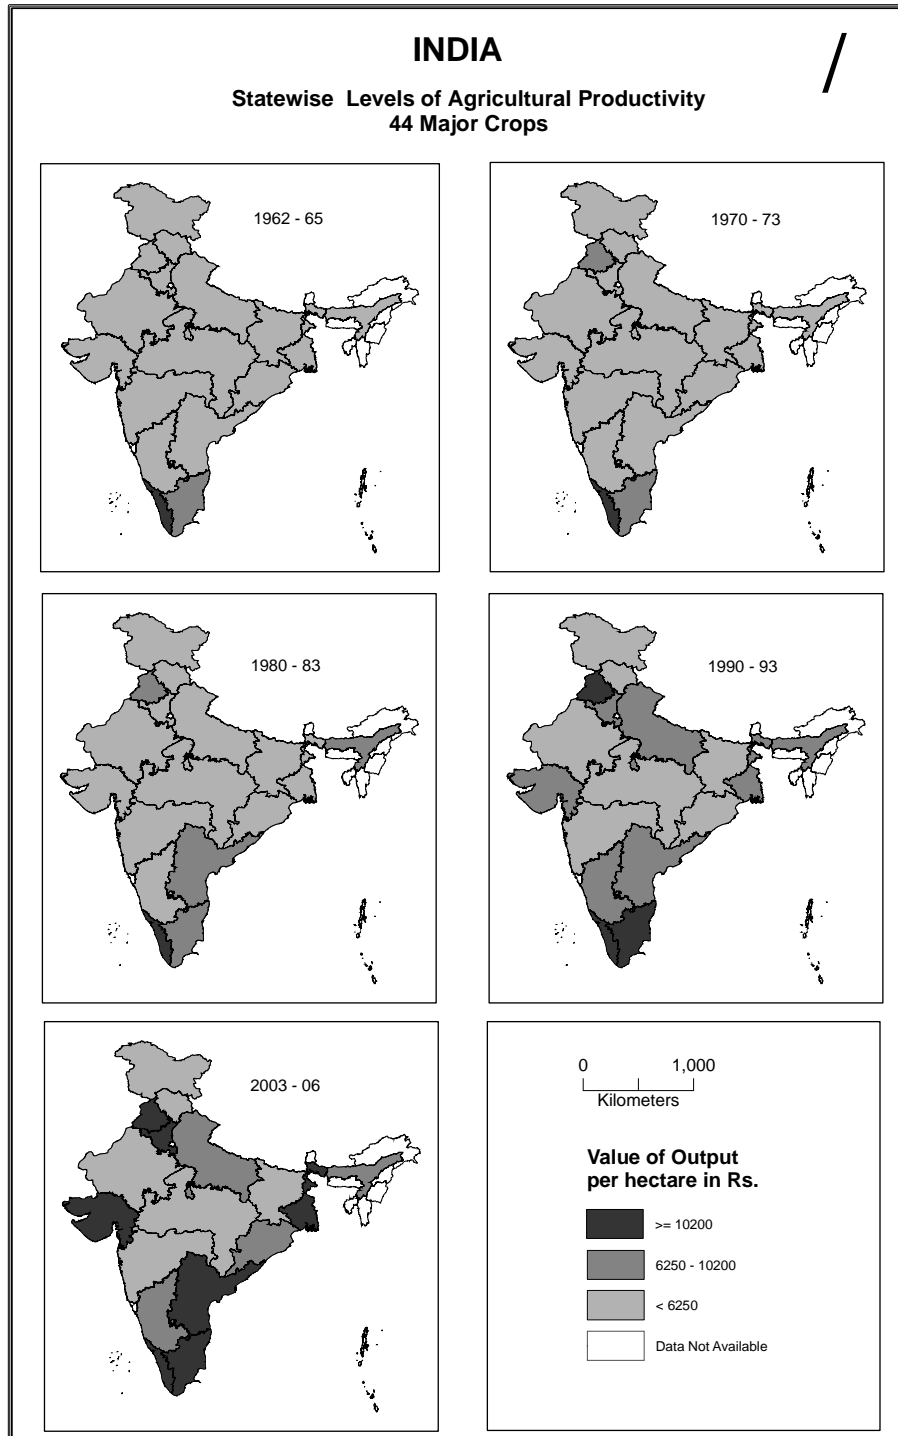 INDIA
/
Statewise Levels of Agricultural Productivity
44 Major Crops
1962 - 65
1970 - 73
1980 - 83
1990 - 93
2003 - 06
0 1,000
Kilometers
Value of Output
per hectare in Rs.
>= 10200
6250 - 10200
< 6250
Data Not Available